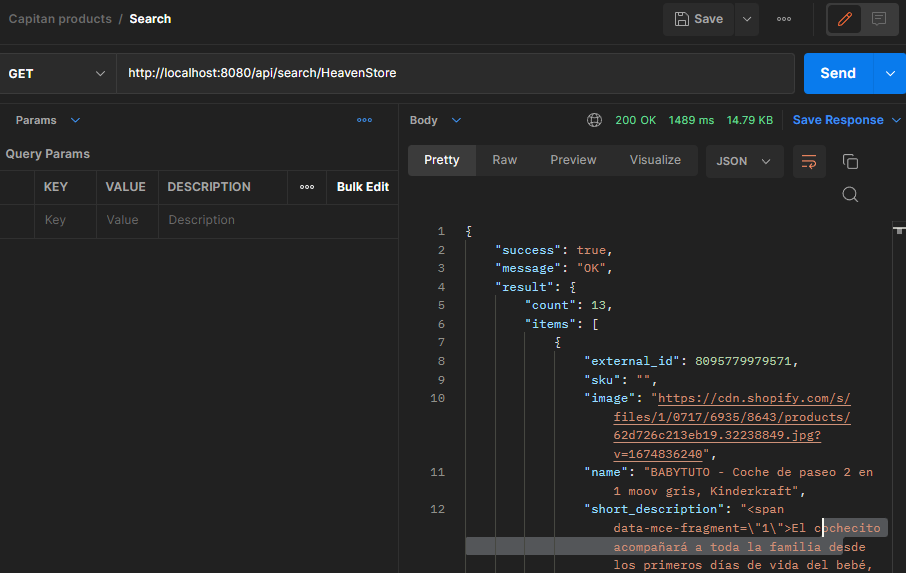 Capitan products / Search
Save
GET
http://localhost:8080/api/search/HeavenStore
Send
Params
Body
200 OK 1489 ms 14.79 KB Save Response
Query Params
Pretty Raw Preview Visualize JSON
KEY VALUE DESCRIPTION Bulk Edit
Key Value Description
1 {
2 "success": true,
3 "message": "OK",
4 "result": {
5 "count": 13,
6 "items": [
7 {
8 "external_id": 8095779979571,
9 "sku": "",
10 "image": "https://cdn.shopify.com/s/
files/1/0717/6935/8643/products/
62d726c213eb19.32238849.jpg?
v=1674836240",
11 "name": "BABYTUTO - Coche de paseo 2 en
1 moov gris, Kinderkraft",
12 "short_description": "<span
data-mce-fragment=\"1\">El cochecito
acompañará a toda la familia desde
los primeros días de vida del bebé,